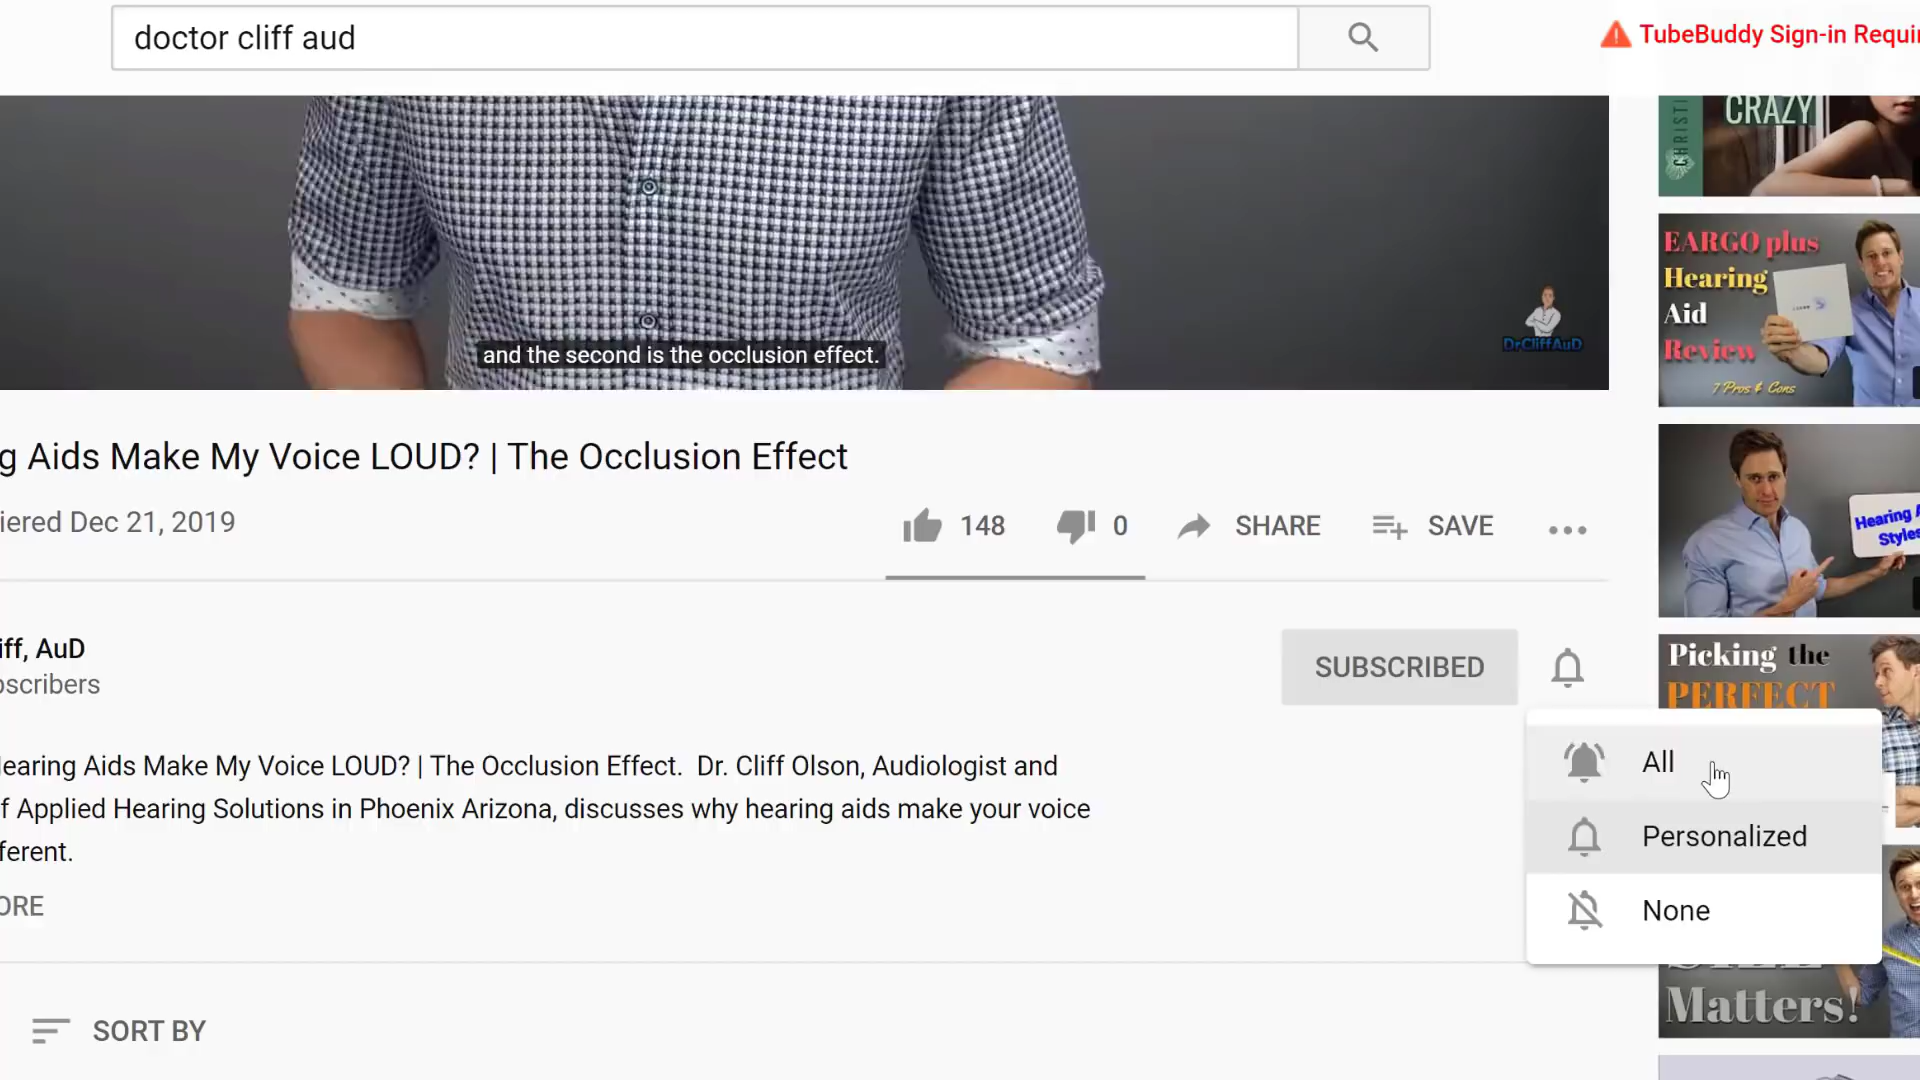 doctor cliff aud
TubeBuddy Sign-in Requi
CHRISTI
CRAZY
EARGO plus
Hearing
Aid
Review
7 Pros & Cons
DrCliffAuD
and the second is the occlusion effect.
g Aids Make My Voice LOUD? | The Occlusion Effect
iered Dec 21, 2019
148
0
SHARE
SAVE
Hearing A
Styles
iff, AuD
bscribers
SUBSCRIBED
Picking the
PERFECT
earing Aids Make My Voice LOUD? | The Occlusion Effect. Dr. Cliff Olson, Audiologist and
f Applied Hearing Solutions in Phoenix Arizona, discusses why hearing aids make your voice
ferent.
ORE
All
Personalized
None
Matters!
SORT BY